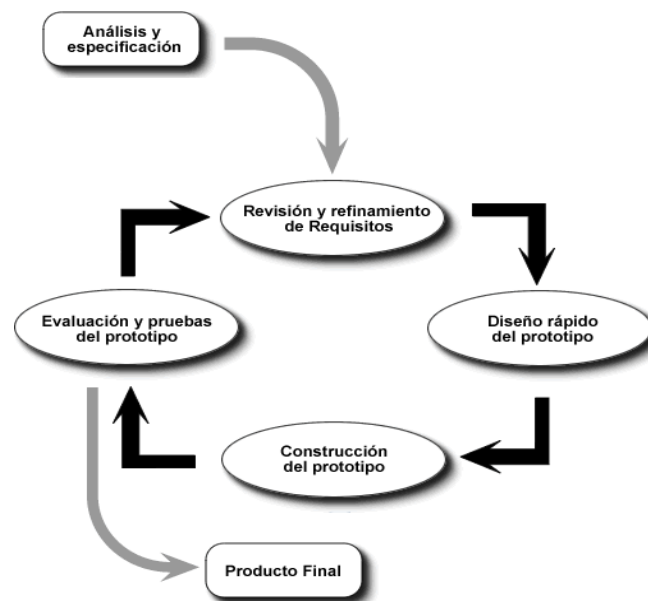 Análisis y
especificación
Revisión y refinamiento
de Requisitos
Evaluación y pruebas
del prototipo
Diseño rápido
del prototipo
Construcción
del prototipo
Producto Final